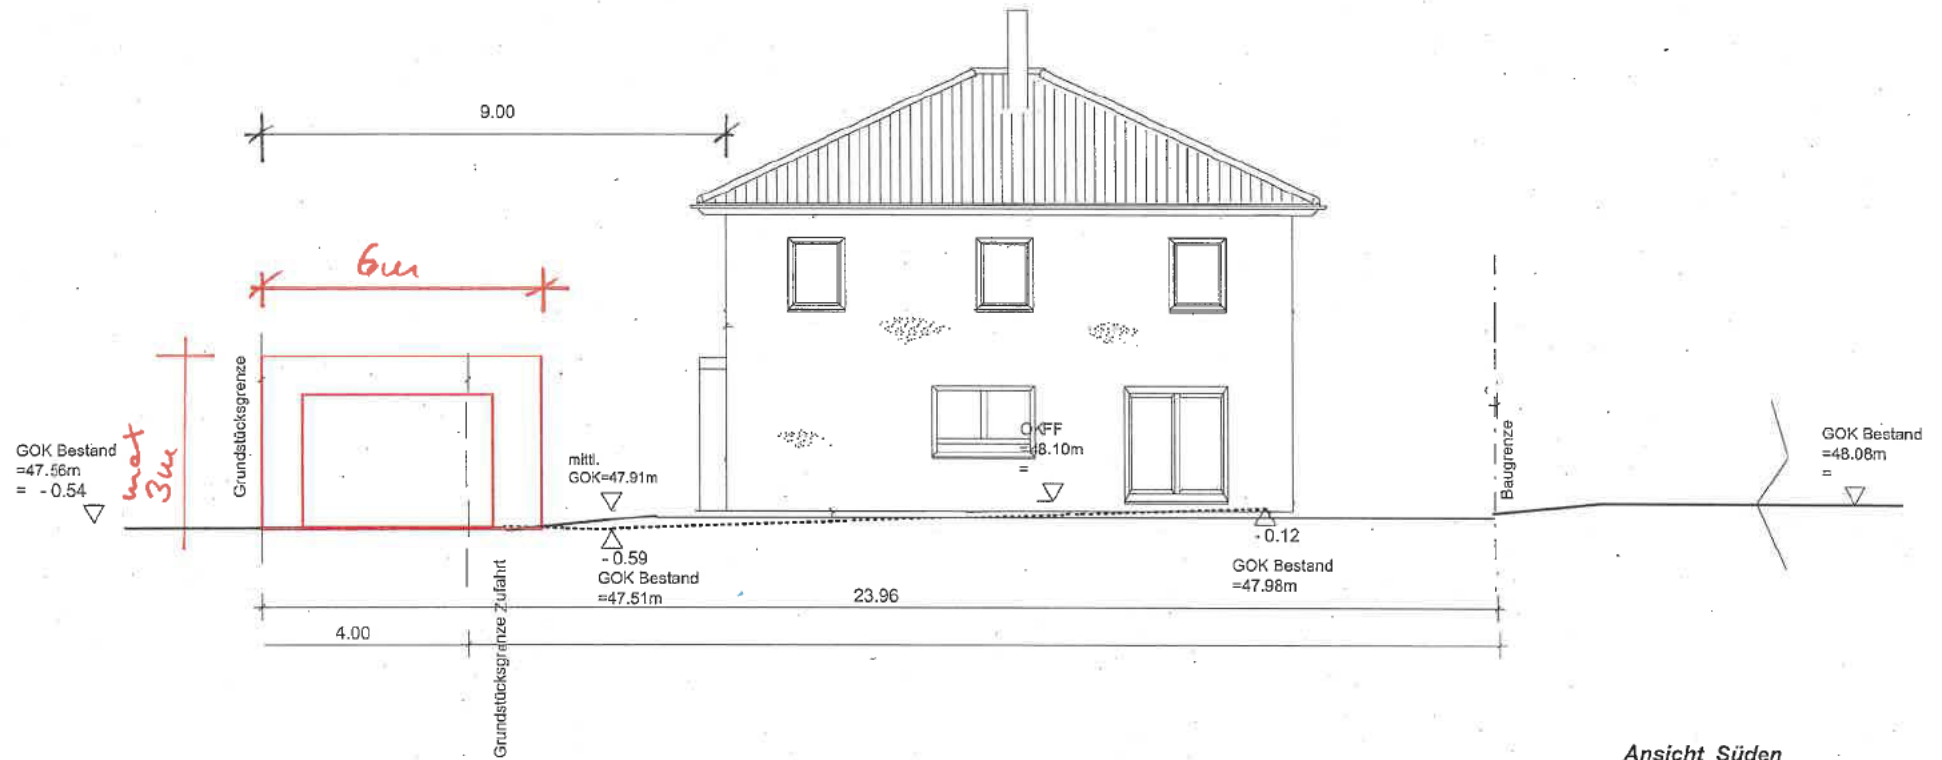 9.00
6m
Grundstücksgrenze
max
3m
GOK Bestand
=47.56m
= -0.54
mittl.
GOK=47.91m
OKFF
=48.10m
=
Baugrenze
GOK Bestand
=48.08m
=
-0.59
GOK Bestand
=47.51m
-0.12
GOK Bestand
=47.98m
23.96
4.00
Grundstücksgrenze Zufahrt
Ansicht Süden